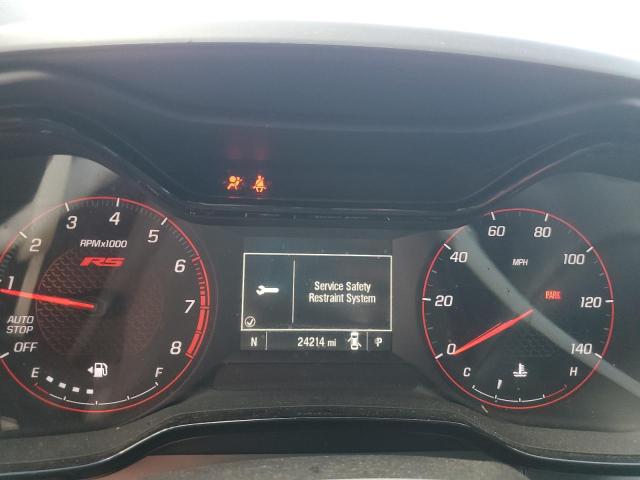 1 2 3 4 5 6 7 8
RPMx1000
RS
AUTO
STOP
OFF
E F
Service Safety
Restraint System
N 24214 mi P
0 40 60 80 100 120 140
MPH
PARK
0
C H